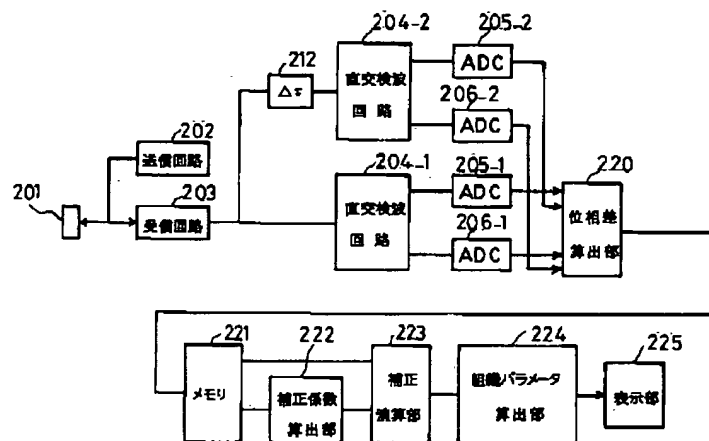 204-2
205-2
212
直交検波
回路
ADC
Δτ
206-2
ADC
202
送信回路
204-1
205-1
220
201
203
受信回路
直交検波
回路
ADC
位相差
算出部
206-1
ADC
221
222
223
224
225
メモリ
補正係数
算出部
補正
演算部
組織パラメータ
算出部
表示部